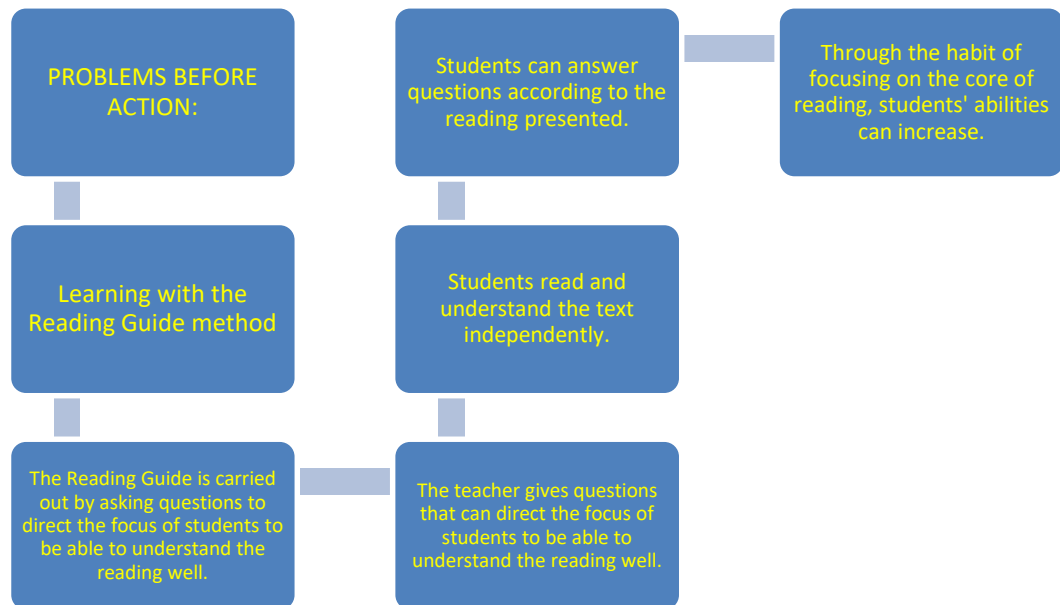 PROBLEMS BEFORE
ACTION:
Learning with the
Reading Guide method
The Reading Guide is carried
out by asking questions to
direct the focus of students to
be able to understand the
reading well.
The teacher gives questions
that can direct the focus of
students to be able to
understand the reading well.
Students read and
understand the text
independently.
Students can answer
questions according to the
reading presented.
Through the habit of
focusing on the core of
reading, students' abilities
can increase.